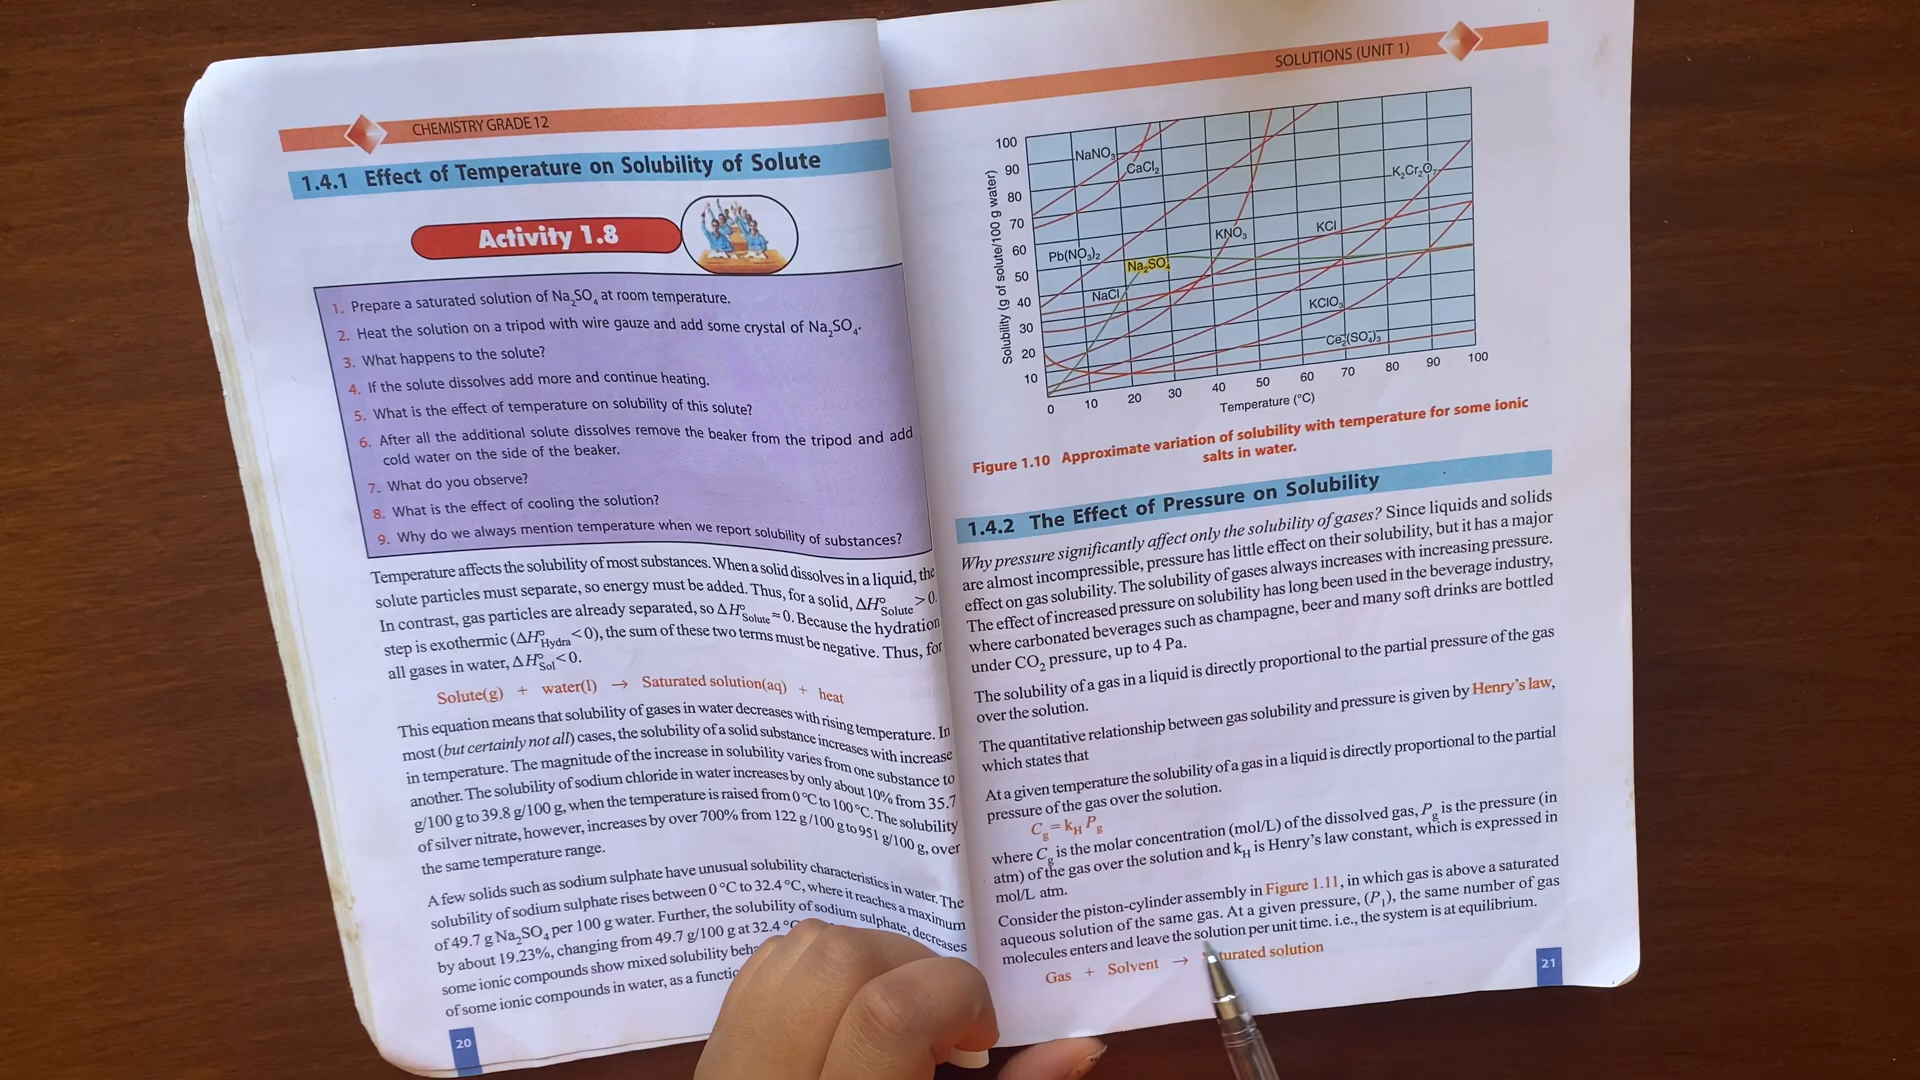 CHEMISTRY GRADE 12
1.4.1 Effect of Temperature on Solubility of Solute
Activity 1.8
1. Prepare a saturated solution of Na₂SO₄ at room temperature.
2. Heat the solution on a tripod with wire gauze and add some crystal of Na₂SO₄.
3. What happens to the solute?
4. If the solute dissolves add more and continue heating.
5. What is the effect of temperature on solubility of this solute?
6. After all the additional solute dissolves remove the beaker from the tripod and add
cold water on the side of the beaker.
7. What do you observe?
8. What is the effect of cooling the solution?
9. Why do we always mention temperature when we report solubility of substances?
Temperature affects the solubility of most substances. When a solid dissolves in a liquid, the
solute particles must separate, so energy must be added. Thus, for a solid, ΔH°Solute > 0.
In contrast, gas particles are already separated, so ΔH°Solute ≈ 0. Because the hydration
step is exothermic (ΔH°Hydra < 0), the sum of these two terms must be negative. Thus, for
all gases in water, ΔH°Sol < 0.
Solute(g) + water(l) → Saturated solution(aq) + heat
This equation means that solubility of gases in water decreases with rising temperature. In
most (but certainly not all) cases, the solubility of a solid substance increases with increase
in temperature. The magnitude of the increase in solubility varies from one substance to
another. The solubility of sodium chloride in water increases by only about 10% from 35.7
g/100 g to 39.8 g/100 g, when the temperature is raised from 0 °C to 100 °C. The solubility
of silver nitrate, however, increases by over 700% from 122 g/100 g to 951 g/100 g, over
the same temperature range.
A few solids such as sodium sulphate have unusual solubility characteristics in water. The
solubility of sodium sulphate rises between 0 °C to 32.4 °C, where it reaches a maximum
of 49.7 g Na₂SO₄ per 100 g water. Further, the solubility of sodium sulphate, decreases
by about 19.23%, changing from 49.7 g/100 g at 32.4 °C
some ionic compounds show mixed solubility
of some ionic compounds in water, as a
20
SOLUTIONS (UNIT 1)
Solubility (g of solute/100 g water)
100
90
80
70
60
50
40
30
20
10
NaNO₃
CaCl₂
K₂Cr₂O₇
KNO₃
KCl
Pb(NO₃)₂
Na₂SO₄
NaCl
KClO₃
Ce₂(SO₄)₃
0 10 20 30 40 50 60 70 80 90 100
Temperature (°C)
Figure 1.10 Approximate variation of solubility with temperature for some ionic
salts in water.
1.4.2 The Effect of Pressure on Solubility
Why pressure significantly affect only the solubility of gases? Since liquids and solids
are almost incompressible, pressure has little effect on their solubility, but it has a major
effect on gas solubility. The solubility of gases always increases with increasing pressure.
The effect of increased pressure on solubility has long been used in the beverage industry,
where carbonated beverages such as champagne, beer and many soft drinks are bottled
under CO₂ pressure, up to 4 Pa.
The solubility of a gas in a liquid is directly proportional to the partial pressure of the gas
over the solution.
The quantitative relationship between gas solubility and pressure is given by Henry's law,
which states that
At a given temperature the solubility of a gas in a liquid is directly proportional to the partial
pressure of the gas over the solution.
Cg = kH Pg
where Cg is the molar concentration (mol/L) of the dissolved gas, Pg is the pressure (in
atm) of the gas over the solution and kH is Henry's law constant, which is expressed in
mol/L atm.
Consider the piston-cylinder assembly in Figure 1.11, in which gas is above a saturated
aqueous solution of the same gas. At a given pressure, (P₁), the same number of gas
molecules enters and leave the solution per unit time. i.e., the system is at equilibrium.
Gas + Solvent → turated solution
21